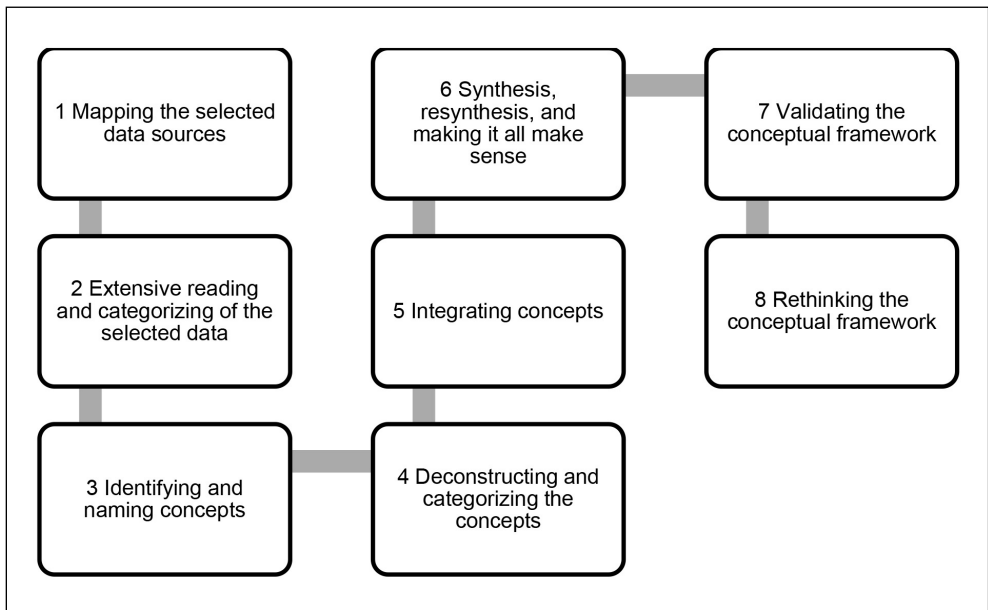 1 Mapping the selected
data sources
2 Extensive reading
and categorizing of the
selected data
3 Identifying and
naming concepts
4 Deconstructing and
categorizing the
concepts
5 Integrating concepts
6 Synthesis,
resynthesis, and
making it all make
sense
7 Validating the
conceptual framework
8 Rethinking the
conceptual framework